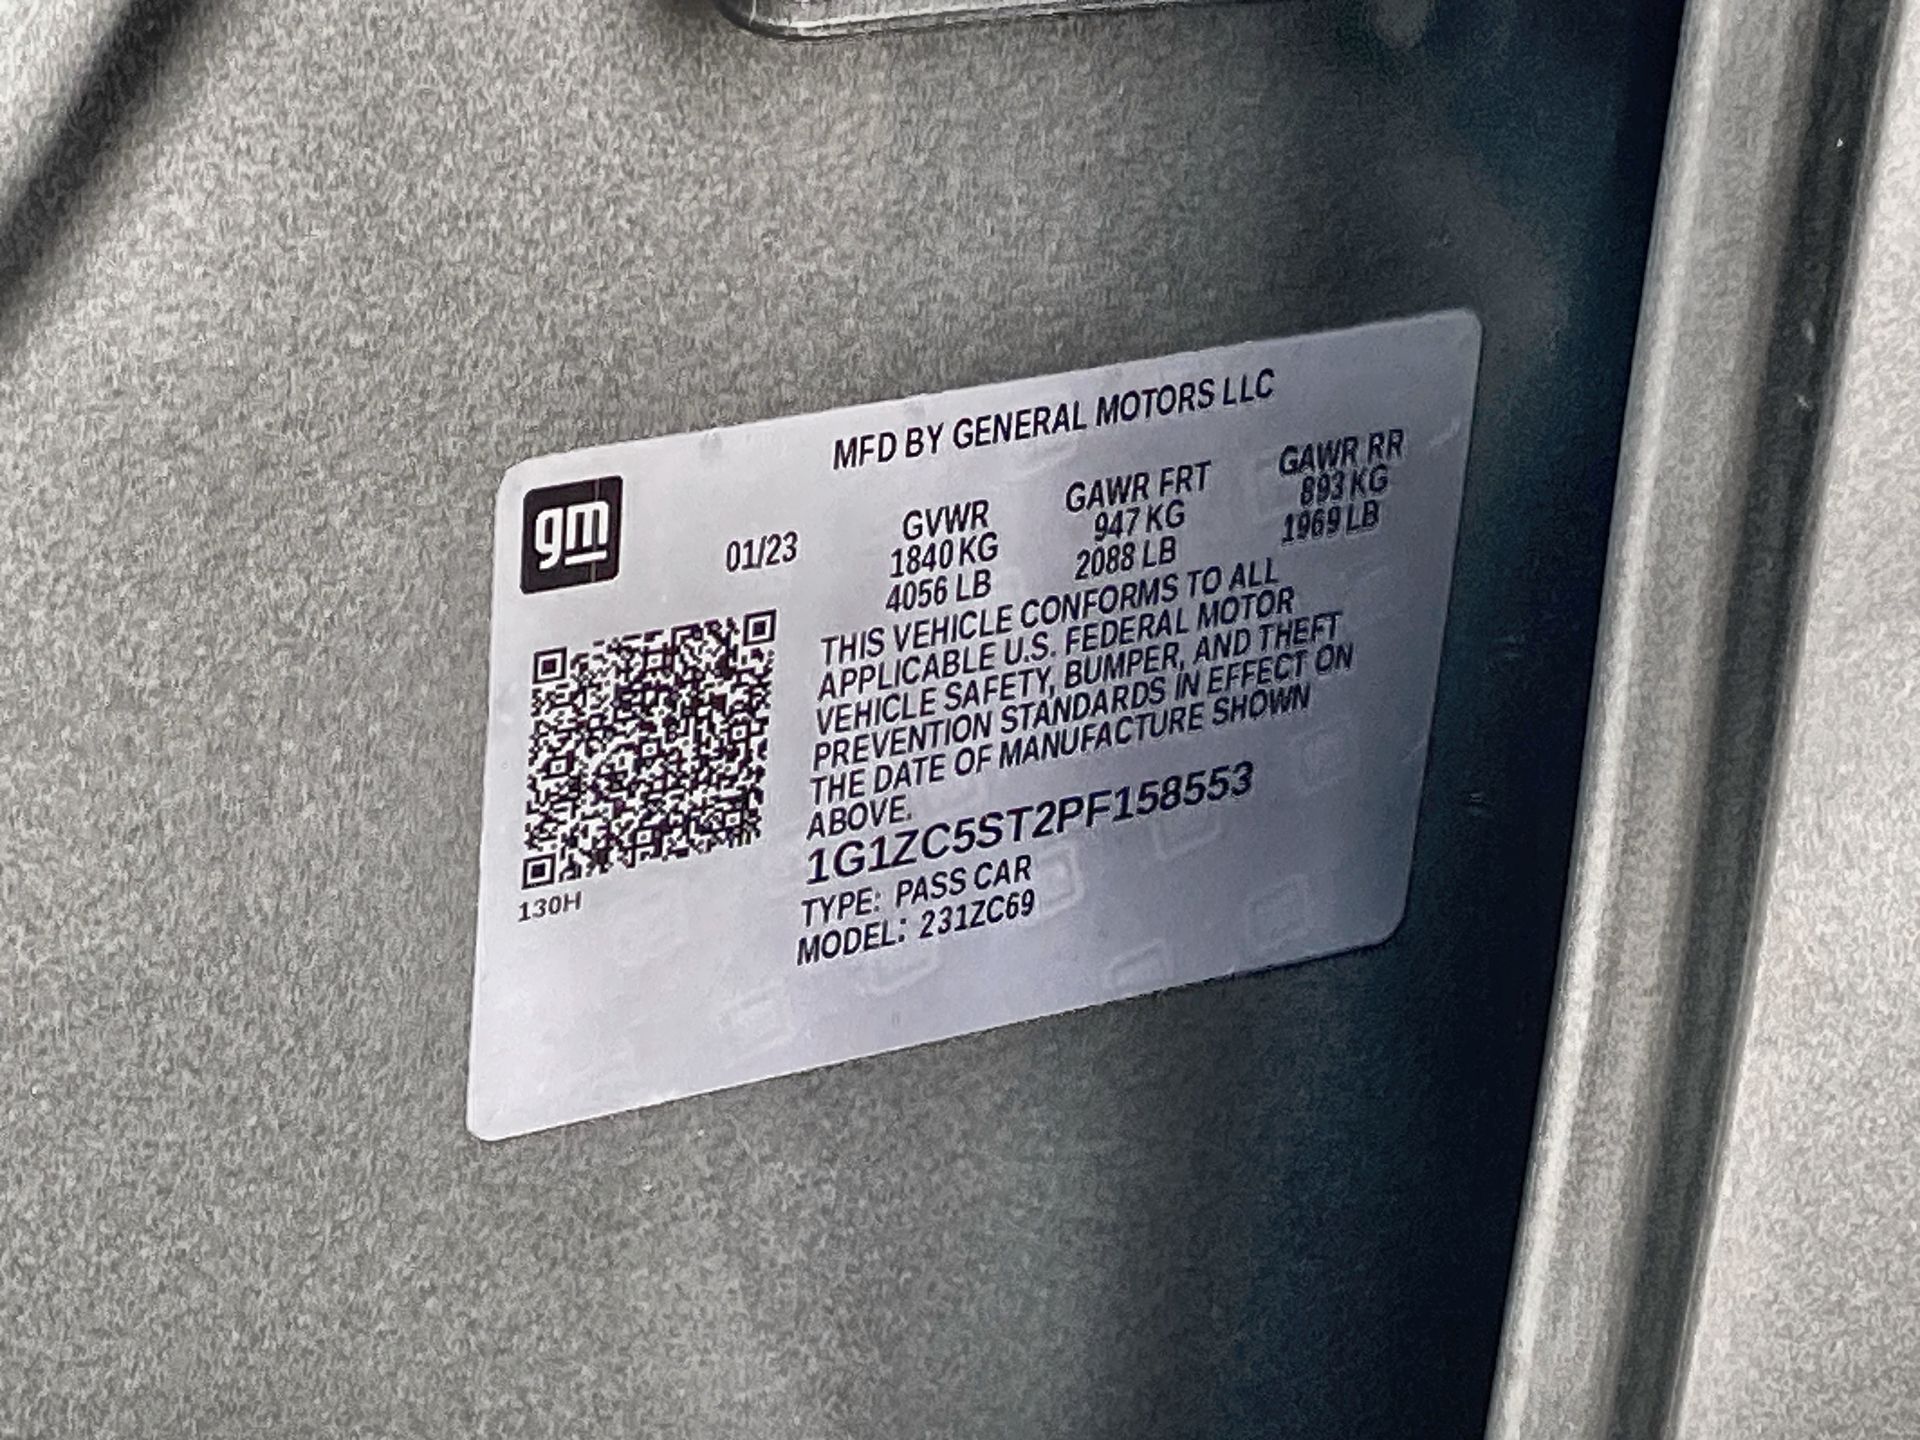 MFD BY GENERAL MOTORS LLC
gm
01/23
GVWR
1840 KG
4056 LB
GAWR FRT
947 KG
2088 LB
GAWR RR
893 KG
1969 LB
THIS VEHICLE CONFORMS TO ALL
APPLICABLE U.S. FEDERAL MOTOR
VEHICLE SAFETY, BUMPER, AND THEFT
PREVENTION STANDARDS IN EFFECT ON
THE DATE OF MANUFACTURE SHOWN
ABOVE.
1G1ZC5ST2PF158553
TYPE: PASS CAR
MODEL: 231ZC69
130H